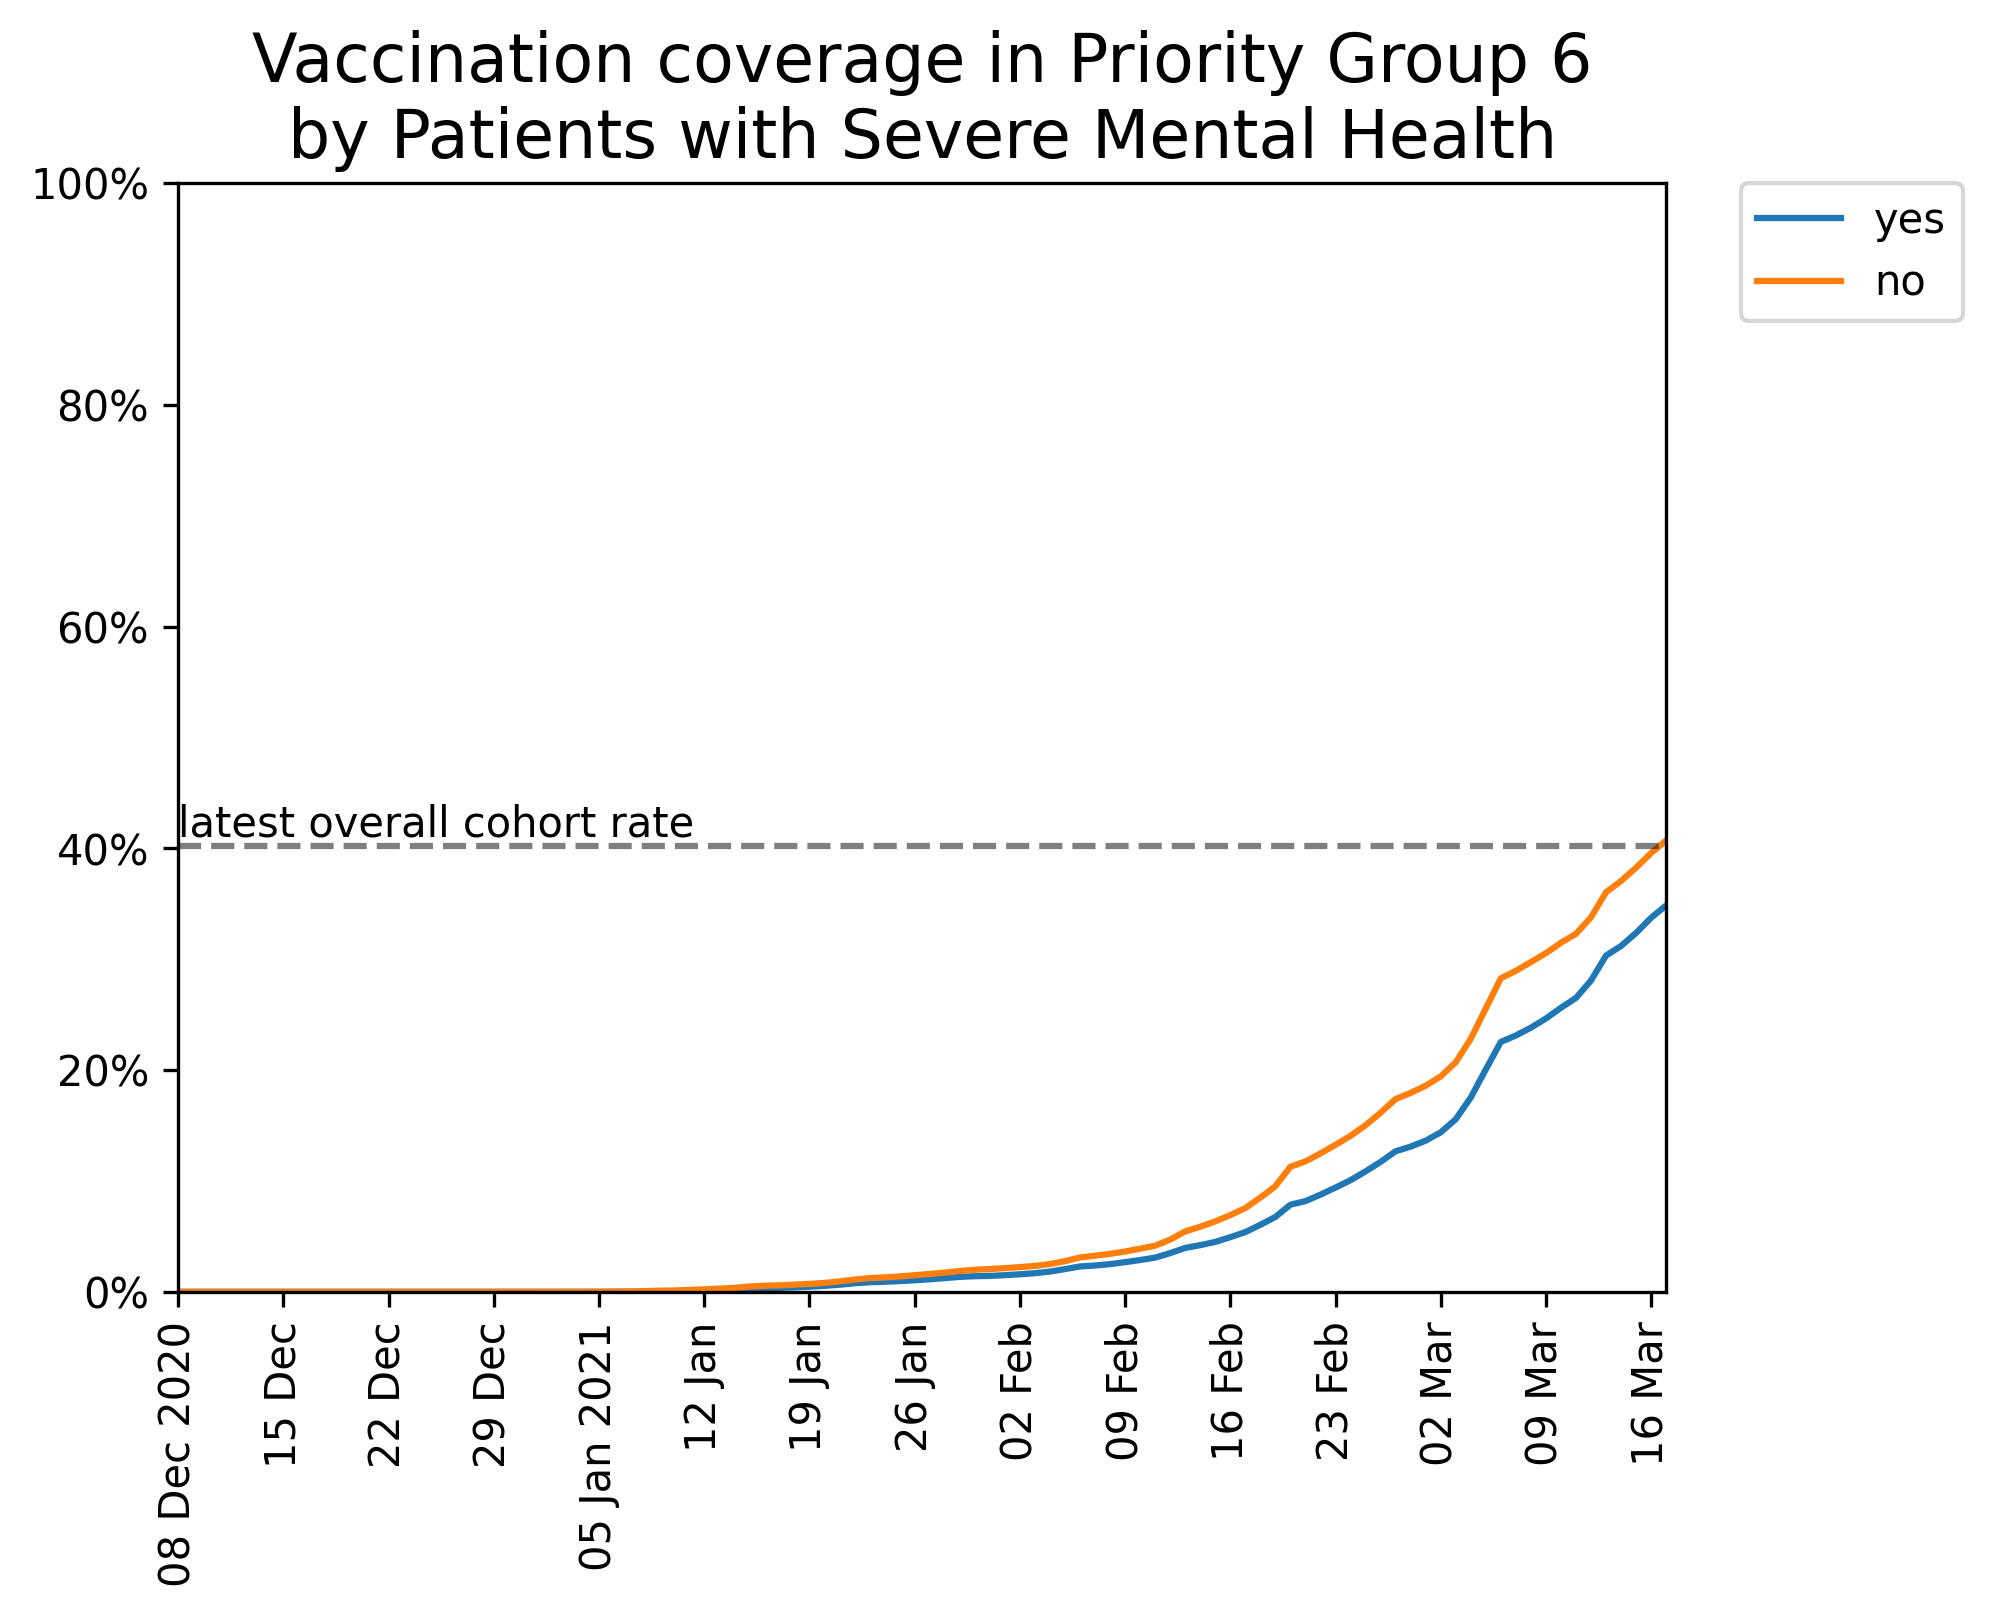 Vaccination coverage in Priority Group 6
by Patients with Severe Mental Health
100%
80%
60%
40%
20%
0%
latest overall cohort rate
yes
no
08 Dec 2020
15 Dec
22 Dec
29 Dec
05 Jan 2021
12 Jan
19 Jan
26 Jan
02 Feb
09 Feb
16 Feb
23 Feb
02 Mar
09 Mar
16 Mar